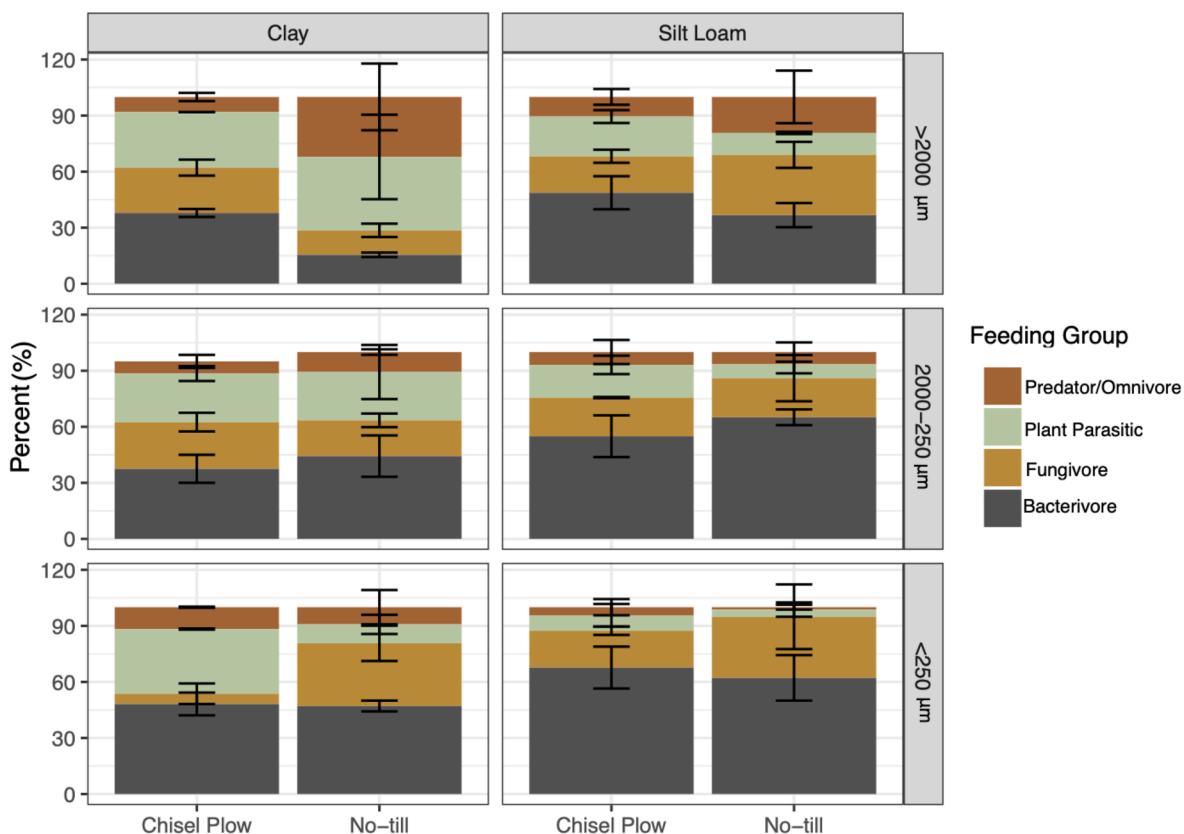 Clay
Silt Loam
120
90
60
30
0
>2000 µm
120
90
60
30
0
2000−250 µm
120
90
60
30
0
<250 µm
Percent (%)
Chisel Plow
No−till
Chisel Plow
No−till
Feeding Group
Predator/Omnivore
Plant Parasitic
Fungivore
Bacterivore